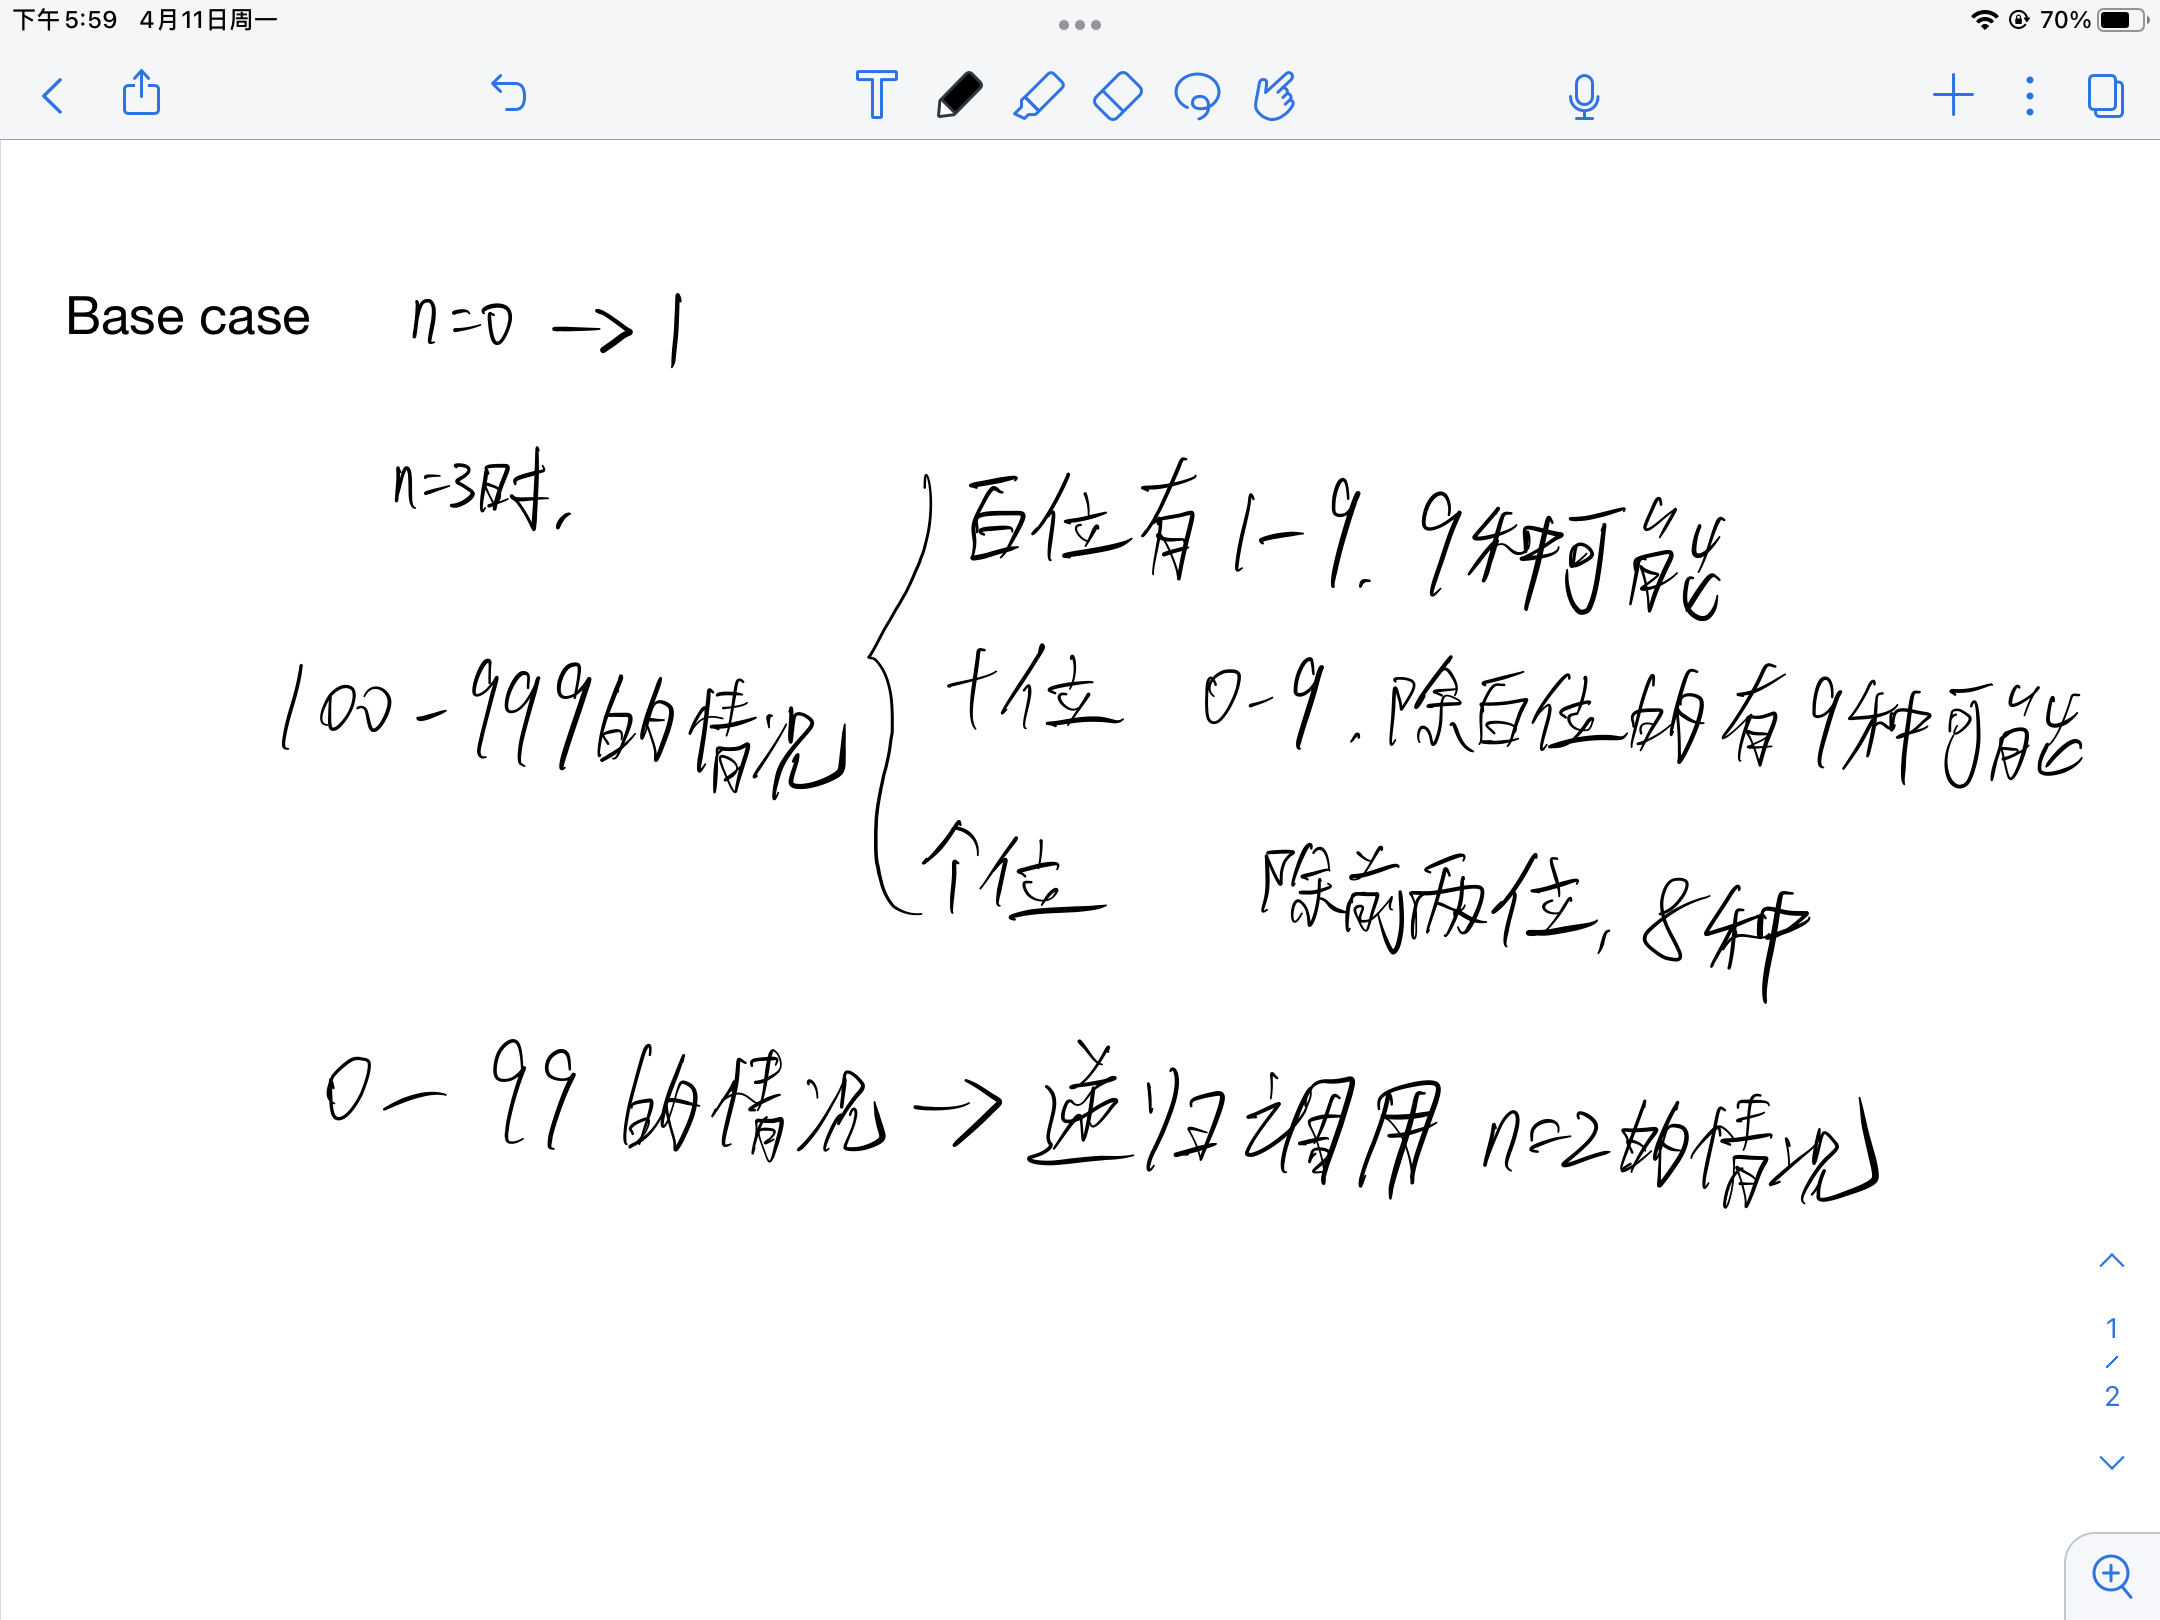 下午5:59 4月11日周一
70%
Base case n=0 → 1
n=3时,
100-999的情况
百位有1-9. 9种可能
十位 0-9. 除百位的有9种可能
个位 除前两位, 8种
0-99的情况 → 递归调用 n=2的情况
1
/
2